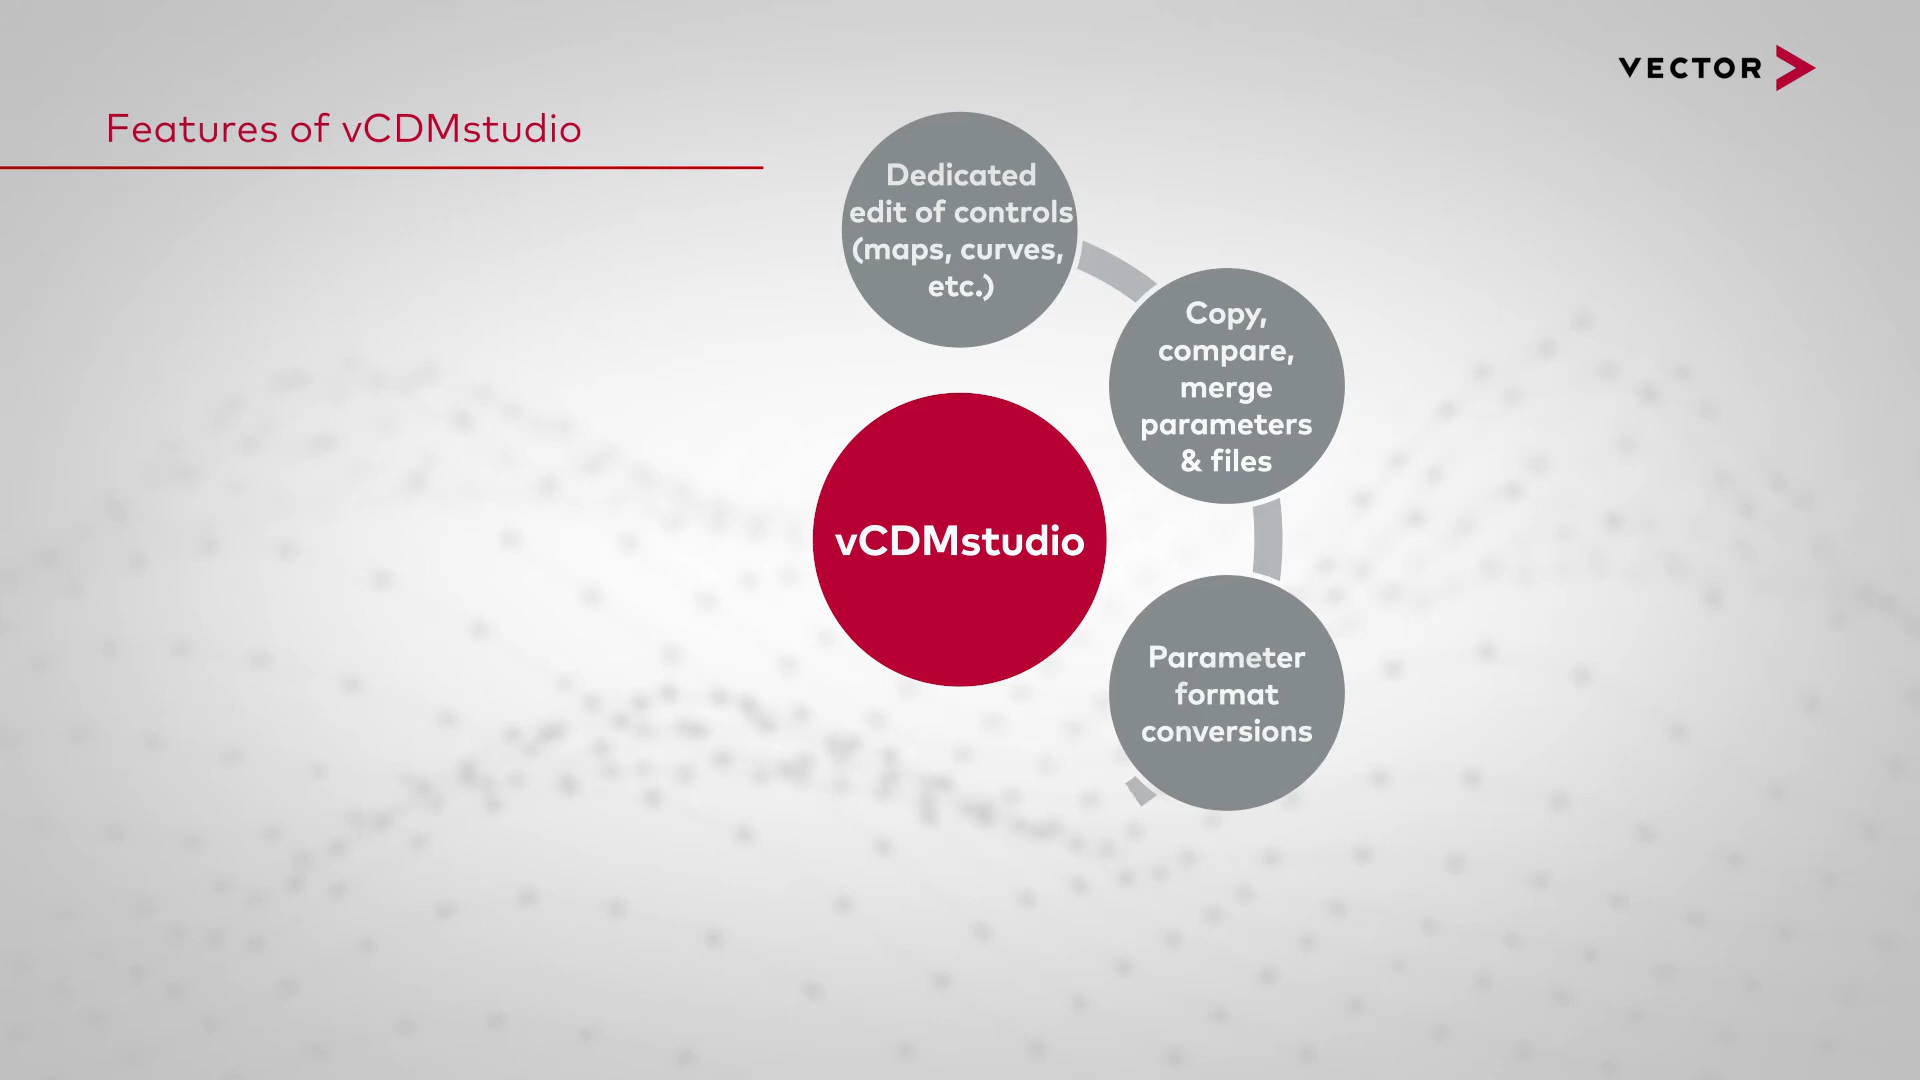 VECTOR
Features of vCDMstudio
Dedicated
edit of controls
(maps, curves,
etc.)
Copy,
compare,
merge
parameters
& files
vCDMstudio
Parameter
format
conversions